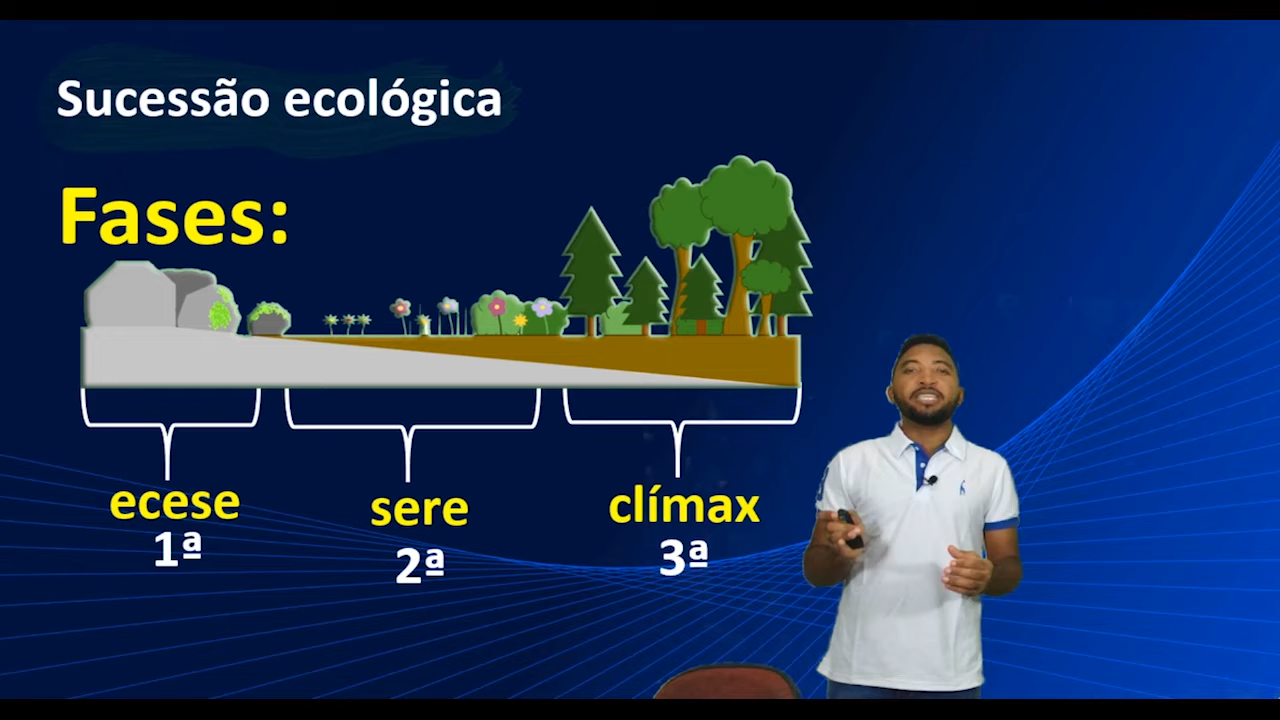 Sucessão ecológica
Fases:
ecese
sere
clímax
1ª
2ª
3ª